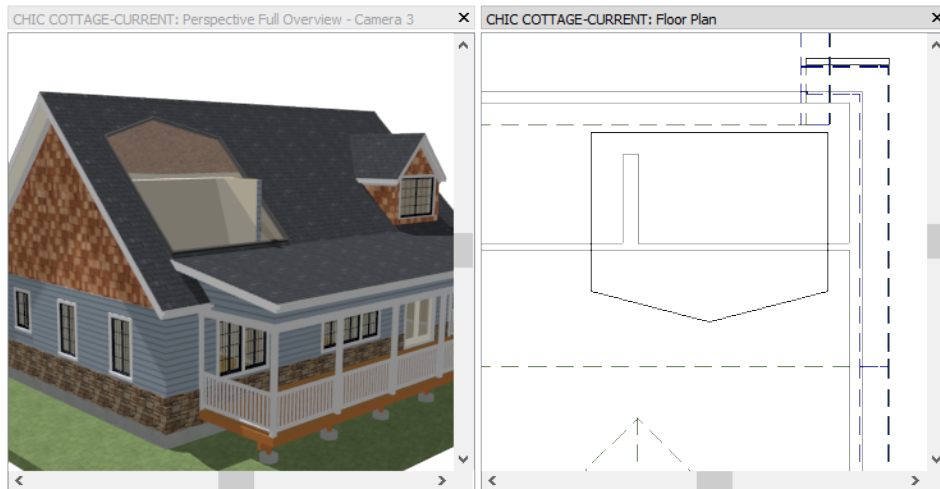 CHIC COTTAGE-CURRENT: Perspective Full Overview - Camera 3
CHIC COTTAGE-CURRENT: Floor Plan